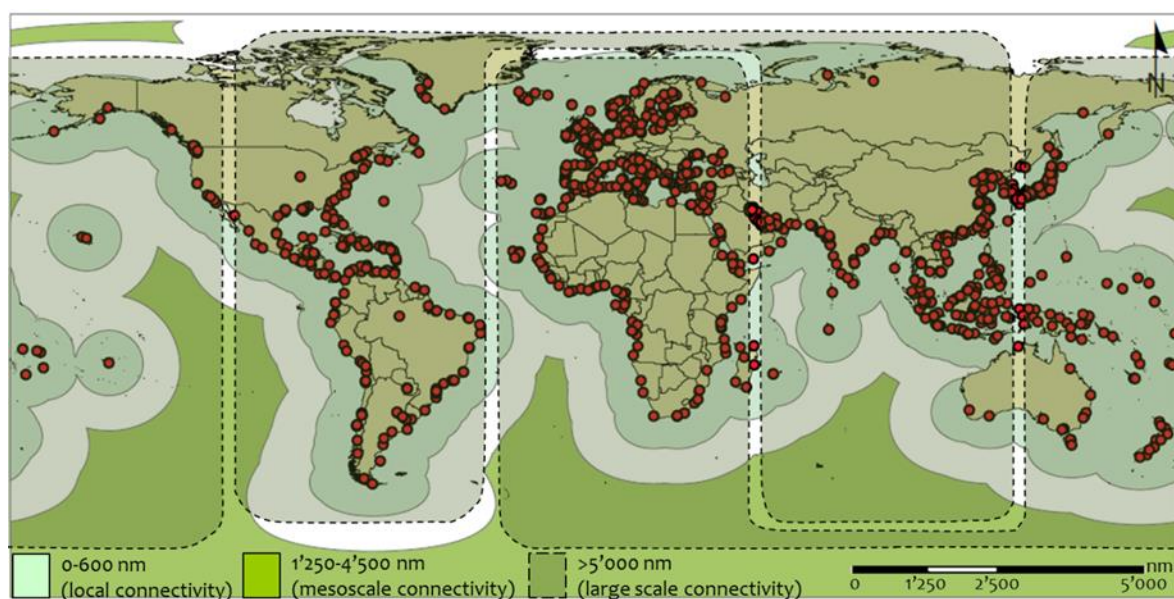 N
0-600 nm
(local connectivity)
1'250-4'500 nm
(mesoscale connectivity)
>5'000 nm
(large scale connectivity)
nm
0 1'250 2'500 5'000